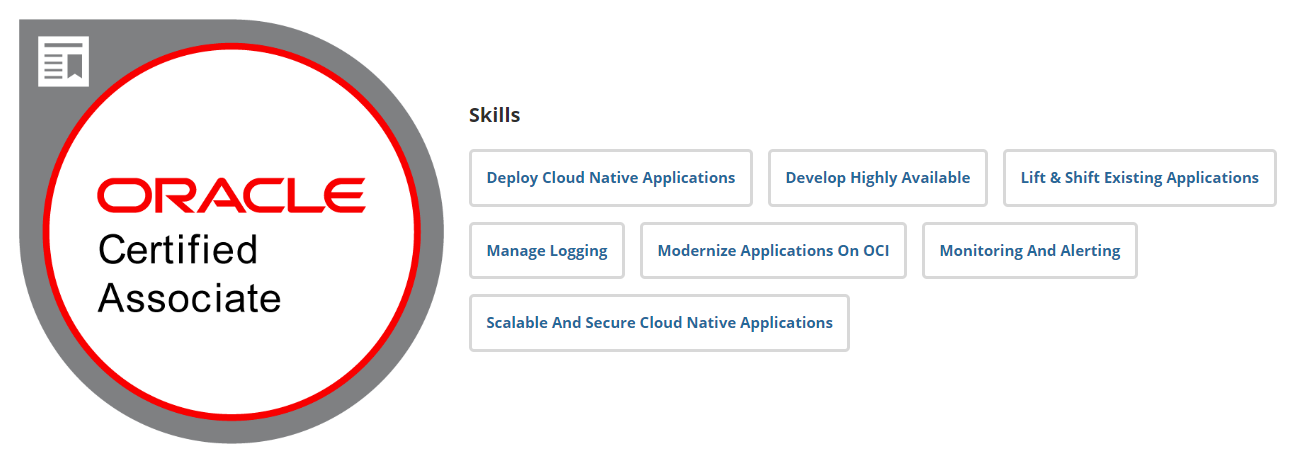 ORACLE
Certified
Associate
Skills
Deploy Cloud Native Applications
Develop Highly Available
Lift & Shift Existing Applications
Manage Logging
Modernize Applications On OCI
Monitoring And Alerting
Scalable And Secure Cloud Native Applications